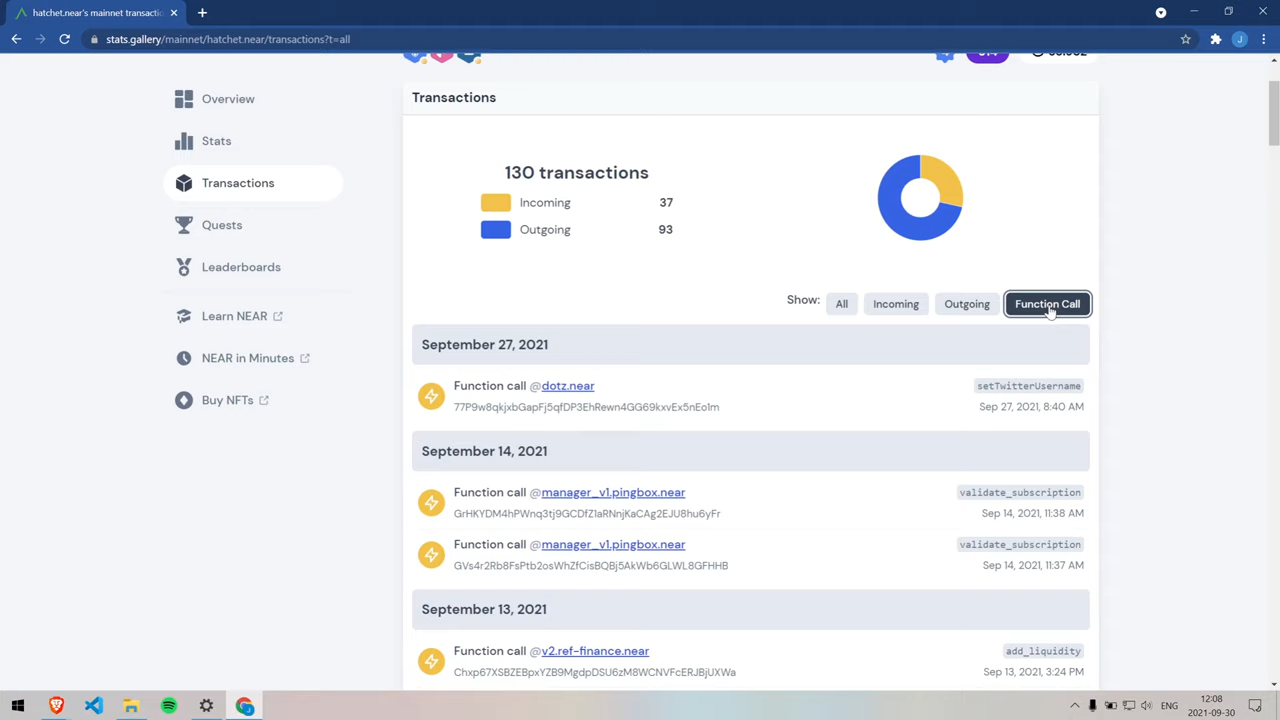 hatchet.near's mainnet transactio
stats.gallery/mainnet/hatchet.near/transactions?t=all
J
Overview
Stats
Transactions
Quests
Leaderboards
Learn NEAR
NEAR in Minutes
Buy NFTs
Transactions
130 transactions
Incoming 37
Outgoing 93
Show: All Incoming Outgoing Function Call
September 27, 2021
Function call @dotz.near setTwitterUsername
77P9w8qkjxbGapFj5qfDP3EhRewn4GG69kxvEx5nEo1m Sep 27, 2021, 8:40 AM
September 14, 2021
Function call @manager_v1.pingbox.near validate_subscription
GrHKYDM4hPWnq3tj9GCDfZ1aRNnjKaCAg2EJU8hu6yFr Sep 14, 2021, 11:38 AM
Function call @manager_v1.pingbox.near validate_subscription
GVs4r2Rb8FsPtb2osWhZfCisBQBj5AkWb6GLWL8GFHHB Sep 14, 2021, 11:37 AM
September 13, 2021
Function call @v2.ref-finance.near add_liquidity
Chxp67XSBZEBpxYZB9MgdpDSU6zM8WCNVFcERJBjUXWa Sep 13, 2021, 3:24 PM
ENG
12:08
2021-09-30